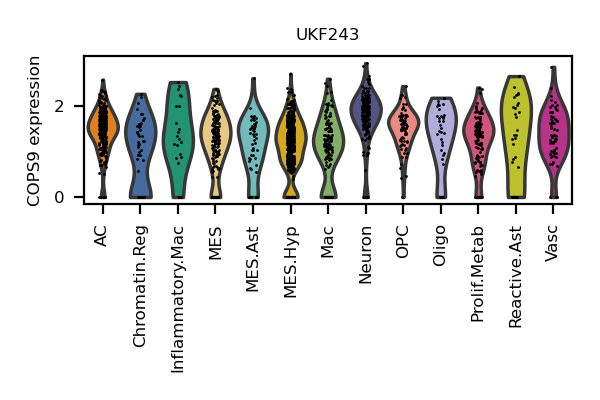 UKF243
COPS9 expression
2
0
AC
Chromatin.Reg
Inflammatory.Mac
MES
MES.Ast
MES.Hyp
Mac
Neuron
OPC
Oligo
Prolif.Metab
Reactive.Ast
Vasc